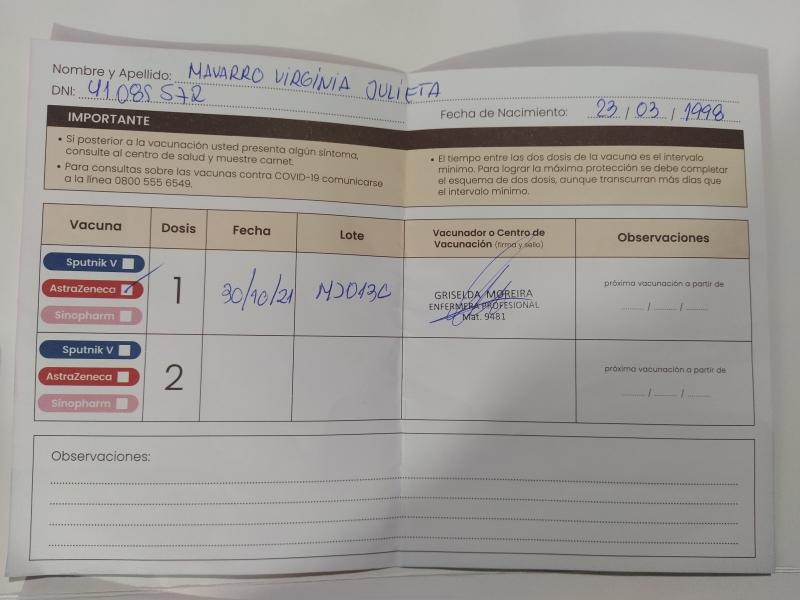 Nombre y Apellido: MAVARRO VIRGINIA JULIETA
DNI: 41.085 572
Fecha de Nacimiento: 23 / 03 / 1998
IMPORTANTE
• Si posterior a la vacunación usted presenta algún síntoma,
consulte al centro de salud y muestre carnet.
• Para consultas sobre las vacunas contra COVID-19 comunicarse
a la línea 0800 555 6549.
• El tiempo entre las dos dosis de la vacuna es el intervalo
mínimo. Para lograr la máxima protección se debe completar
el esquema de dos dosis, aunque transcurran más días que
el intervalo mínimo.
Vacuna Dosis Fecha Lote Vacunador o Centro de
Vacunación (firma y sello) Observaciones
Sputnik V
AstraZeneca
Sinopharm
1
30/10/21
GRISELDA MOREIRA
ENFERMERA PROFESIONAL
Mat. 9481
próxima vacunación a partir de
......... / ......... / .........
Sputnik V
AstraZeneca
Sinopharm
2
próxima vacunación a partir de
......... / ......... / .........
Observaciones: